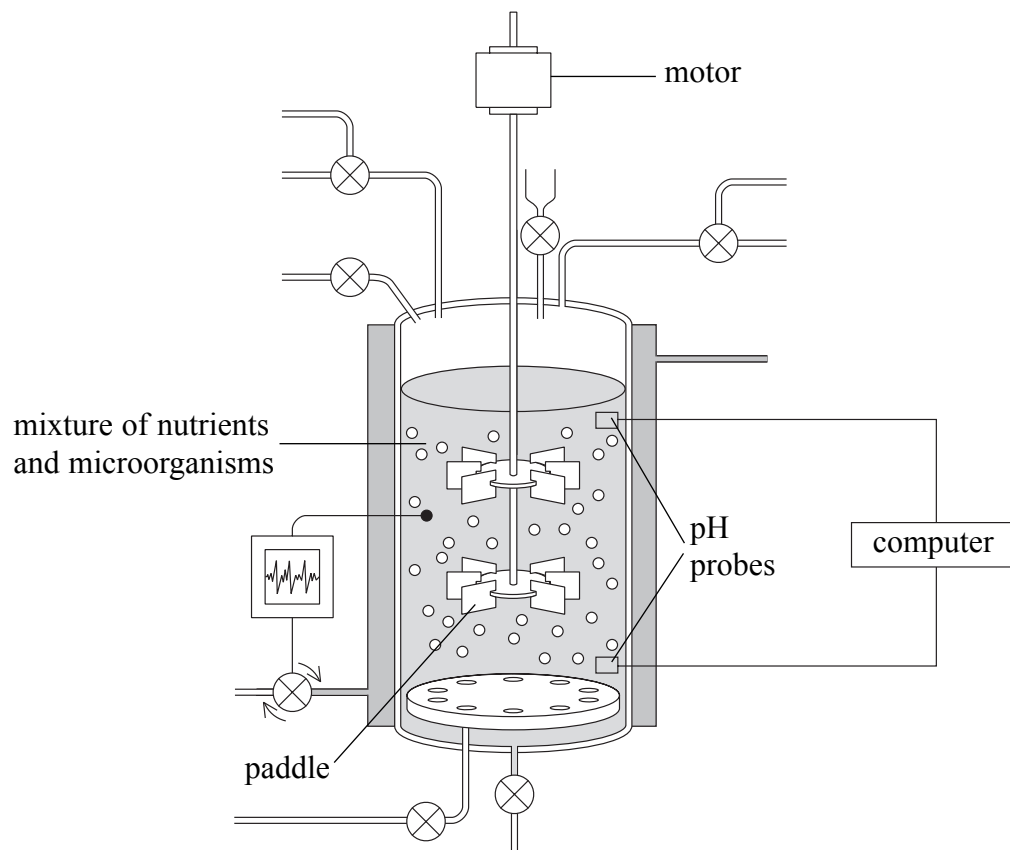 motor
mixture of nutrients
and microorganisms
pH
probes
computer
paddle